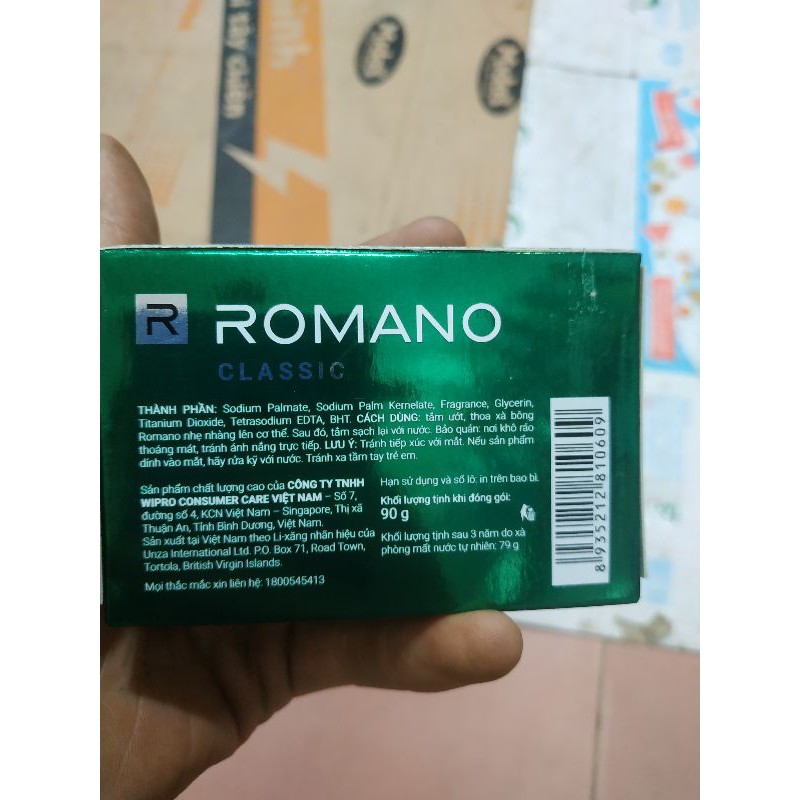 tây chiên
R ROMANO
CLASSIC
THÀNH PHẦN: Sodium Palmate, Sodium Palm Kernelate, Fragrance, Glycerin,
Titanium Dioxide, Tetrasodium EDTA, BHT. CÁCH DÙNG: tắm ướt, thoa xà bông
Romano nhẹ nhàng lên cơ thể. Sau đó, tắm sạch lại với nước. Bảo quản: nơi khô ráo
thoáng mát, tránh ánh nắng trực tiếp. LƯU Ý: Tránh tiếp xúc với mắt. Nếu sản phẩm
dính vào mắt, hãy rửa kỹ với nước. Tránh xa tầm tay trẻ em.
Sản phẩm chất lượng cao của CÔNG TY TNHH
WIPRO CONSUMER CARE VIỆT NAM – Số 7,
đường số 4, KCN Việt Nam – Singapore, Thị xã
Thuận An, Tỉnh Bình Dương, Việt Nam.
Sản xuất tại Việt Nam theo Li-xăng nhãn hiệu của
Unza International Ltd. P.O. Box 71, Road Town,
Tortola, British Virgin Islands.
Mọi thắc mắc xin liên hệ: 1800545413
Hạn sử dụng và số lô: in trên bao bì.
Khối lượng tịnh khi đóng gói:
90 g
Khối lượng tịnh sau 3 năm do xà
phòng mất nước tự nhiên: 79 g
8 935212 810609